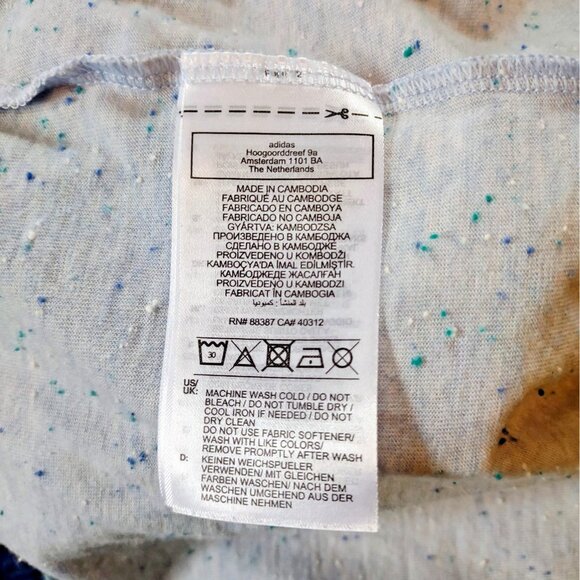 adidas
Hoogoorddreef 9a
Amsterdam 1101 BA
The Netherlands
MADE IN CAMBODIA
FABRIQUÉ AU CAMBODGE
FABRICADO EN CAMBOYA
FABRICADO NO CAMBOJA
GYÁRTVA: KAMBODZSA
ПРОИЗВЕДЕНО В КАМБОДЖА
СДЕЛАНО В КАМБОДЖЕ
PROIZVEDENO U KOMBODŽI
KAMBOÇYA'DA İMAL EDİLMİŞTİR.
КАМБОДЖЕДЕ ЖАСАЛҒАН
PROIZVEDENO U KAMBODZI
FABRICAT ÎN CAMBOGIA
بلد المنشأ: كمبوديا
RN# 88387 CA# 40312
30
US/
UK:
MACHINE WASH COLD / DO NOT
BLEACH / DO NOT TUMBLE DRY /
COOL IRON IF NEEDED / DO NOT
DRY CLEAN
DO NOT USE FABRIC SOFTENER/
WASH WITH LIKE COLORS/
REMOVE PROMPTLY AFTER WASH
D: KEINEN WEICHSPUELER
VERWENDEN/ MIT GLEICHEN
FARBEN WASCHEN/ NACH DEM
WASCHEN UMGEHEND AUS DER
MASCHINE NEHMEN